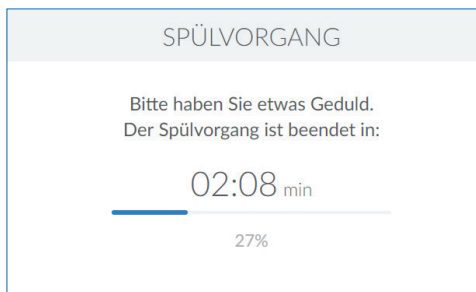 SPÜLVORGANG
Bitte haben Sie etwas Geduld.
Der Spülvorgang ist beendet in:
02:08 min
27%